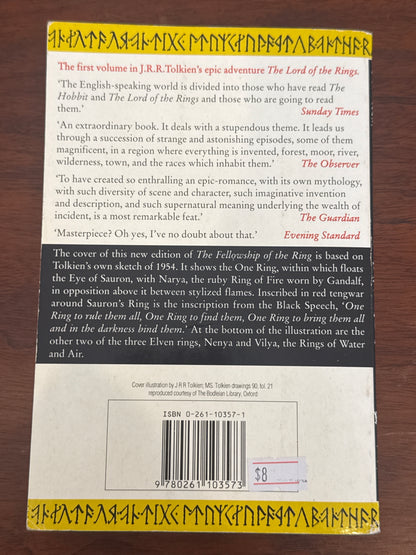 The first volume in J.R.R.Tolkien's epic adventure The Lord of the Rings.
'The English-speaking world is divided into those who have read The
Hobbit and The Lord of the Rings and those who are going to read
them.' Sunday Times
'An extraordinary book. It deals with a stupendous theme. It leads us
through a succession of strange and astonishing episodes, some of them
magnificent, in a region where everything is invented, forest, moor, river,
wilderness, town, and the races which inhabit them.' The Observer
'To have created so enthralling an epic-romance, with its own mythology,
with such diversity of scene and character, such imaginative invention
and description, and such supernatural meaning underlying the wealth of
incident, is a most remarkable feat.' The Guardian
'Masterpiece? Oh yes, I've no doubt about that.' Evening Standard
The cover of this new edition of The Fellowship of the Ring is based on
Tolkien's own sketch of 1954. It shows the One Ring, within which floats
the Eye of Sauron, with Narya, the ruby Ring of Fire worn by Gandalf,
in opposition above it between stylized flames. Inscribed in red tengwar
around Sauron's Ring is the inscription from the Black Speech, 'One
Ring to rule them all, One Ring to find them, One Ring to bring them all
and in the darkness bind them.' At the bottom of the illustration are the
other two of the three Elven rings, Nenya and Vilya, the Rings of Water
and Air.
Cover illustration by J R R Tolkien; MS. Tolkien drawings 90, fol. 21
reproduced courtesy of The Bodleian Library, Oxford
ISBN 0-261-10357-1
9 780261 103573
$8